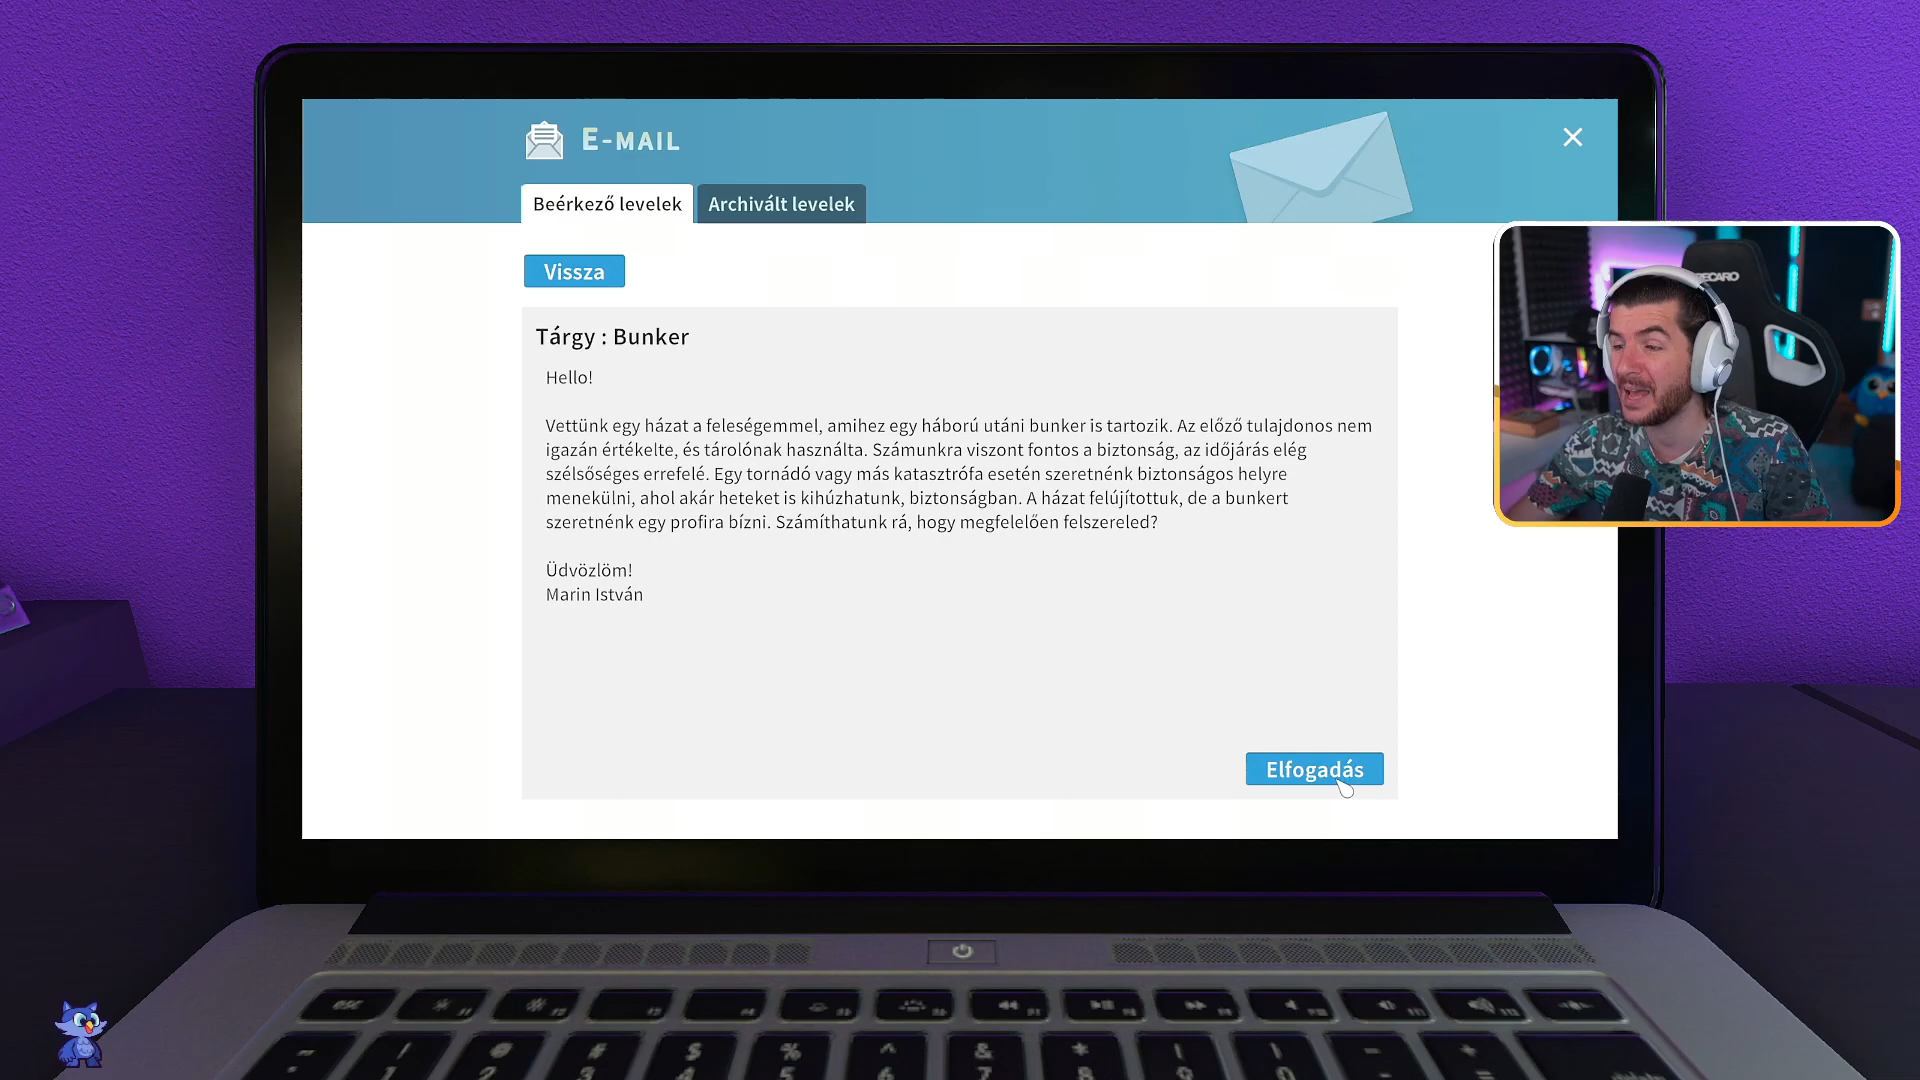 E-MAIL
Beérkező levelek
Archivált levelek
Vissza
Tárgy : Bunker
Hello!
Vettünk egy házat a feleségemmel, amihez egy háború utáni bunker is tartozik. Az előző tulajdonos nem
igazán értékelte, és tárolónak használta. Számunkra viszont fontos a biztonság, az időjárás elég
szélsőséges errefelé. Egy tornádó vagy más katasztrófa esetén szeretnénk biztonságos helyre
menekülni, ahol akár heteket is kihúzhatunk, biztonságban. A házat felújítottuk, de a bunkert
szeretnénk egy profira bízni. Számíthatunk rá, hogy megfelelően felszereled?
Üdvözlöm!
Marin István
Elfogadás
RECARO
esc